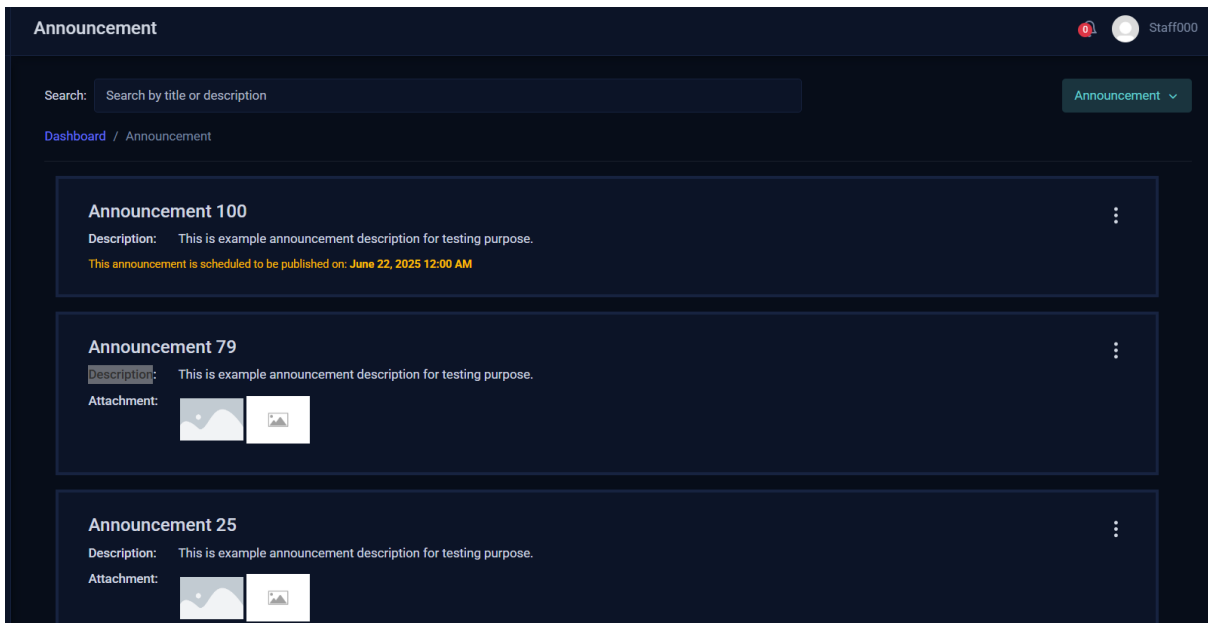 Announcement
0
Staff000
Search: Search by title or description
Announcement
Dashboard / Announcement
Announcement 100
Description: This is example announcement description for testing purpose.
This announcement is scheduled to be published on: June 22, 2025 12:00 AM
Announcement 79
Description: This is example announcement description for testing purpose.
Attachment:
Announcement 25
Description: This is example announcement description for testing purpose.
Attachment: